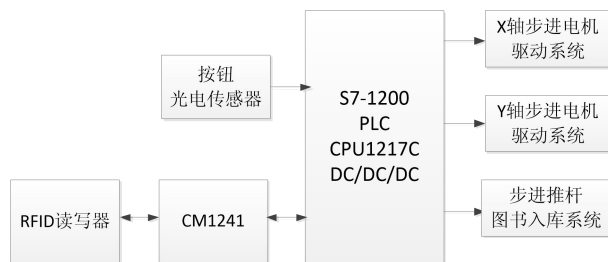 按钮
光电传感器
RFID读写器
CM1241
S7-1200
PLC
CPU1217C
DC/DC/DC
X轴步进电机
驱动系统
Y轴步进电机
驱动系统
步进推杆
图书入库系统